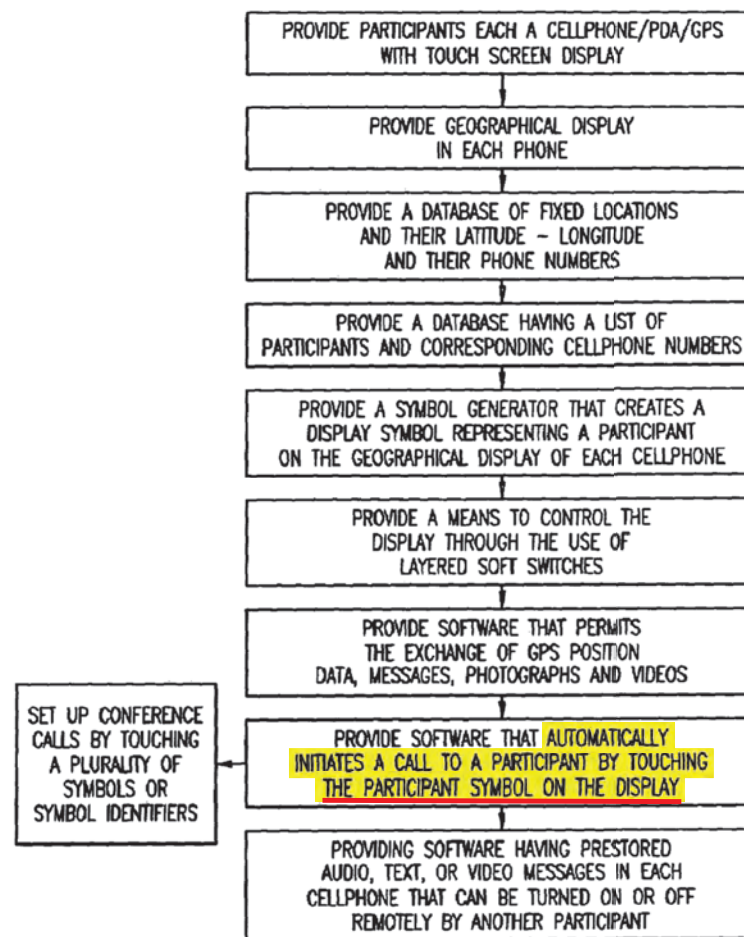 PROVIDE PARTICIPANTS EACH A CELLPHONE/PDA/GPS
WITH TOUCH SCREEN DISPLAY
PROVIDE GEOGRAPHICAL DISPLAY
IN EACH PHONE
PROVIDE A DATABASE OF FIXED LOCATIONS
AND THEIR LATITUDE – LONGITUDE
AND THEIR PHONE NUMBERS
PROVIDE A DATABASE HAVING A LIST OF
PARTICIPANTS AND CORRESPONDING CELLPHONE NUMBERS
PROVIDE A SYMBOL GENERATOR THAT CREATES A
DISPLAY SYMBOL REPRESENTING A PARTICIPANT
ON THE GEOGRAPHICAL DISPLAY OF EACH CELLPHONE
PROVIDE A MEANS TO CONTROL THE
DISPLAY THROUGH THE USE OF
LAYERED SOFT SWITCHES
PROVIDE SOFTWARE THAT PERMITS
THE EXCHANGE OF GPS POSITION
DATA, MESSAGES, PHOTOGRAPHS AND VIDEOS
PROVIDE SOFTWARE THAT AUTOMATICALLY
INITIATES A CALL TO A PARTICIPANT BY TOUCHING
THE PARTICIPANT SYMBOL ON THE DISPLAY
SET UP CONFERENCE
CALLS BY TOUCHING
A PLURALITY OF
SYMBOLS OR
SYMBOL IDENTIFIERS
PROVIDING SOFTWARE HAVING PRESTORED
AUDIO, TEXT, OR VIDEO MESSAGES IN EACH
CELLPHONE THAT CAN BE TURNED ON OR OFF
REMOTELY BY ANOTHER PARTICIPANT